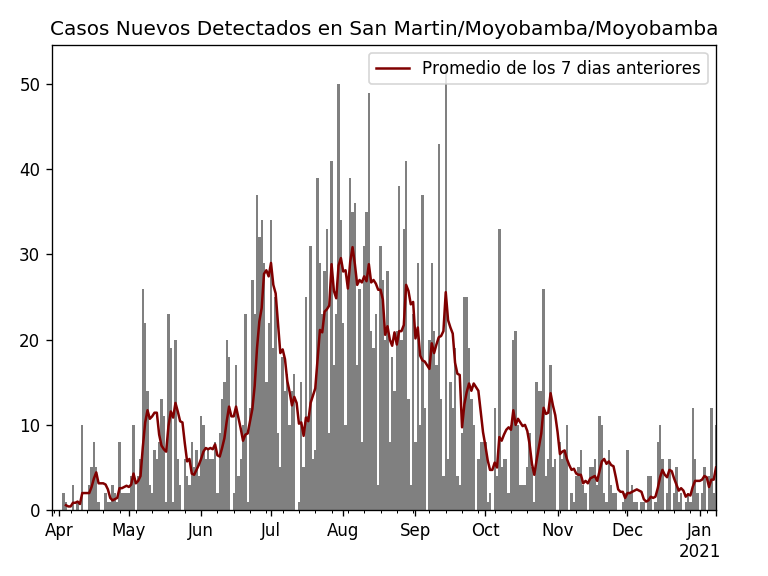 Casos Nuevos Detectados en San Martin/Moyobamba/Moyobamba
Promedio de los 7 dias anteriores
50
40
30
20
10
0
Apr May Jun Jul Aug Sep Oct Nov Dec Jan
2021